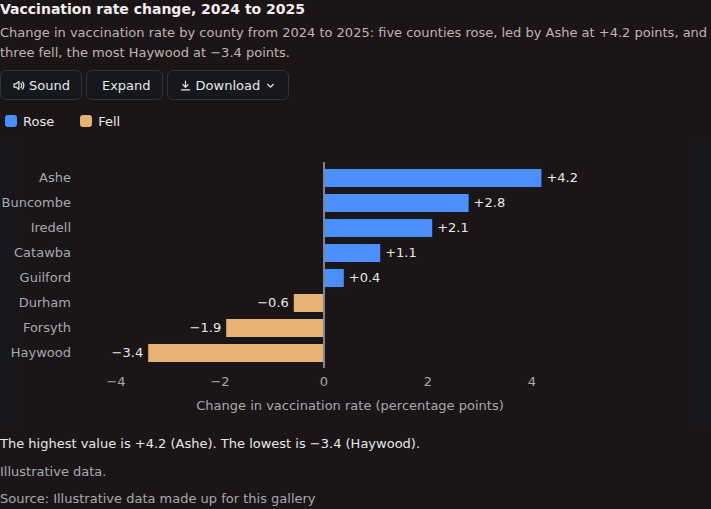 Vaccination rate change, 2024 to 2025
Change in vaccination rate by county from 2024 to 2025: five counties rose, led by Ashe at +4.2 points, and
three fell, the most Haywood at −3.4 points.
Sound Expand Download
Rose Fell
Ashe +4.2
Buncombe +2.8
Iredell +2.1
Catawba +1.1
Guilford +0.4
Durham −0.6
Forsyth −1.9
Haywood −3.4
−4 −2 0 2 4
Change in vaccination rate (percentage points)
The highest value is +4.2 (Ashe). The lowest is −3.4 (Haywood).
Illustrative data.
Source: Illustrative data made up for this gallery